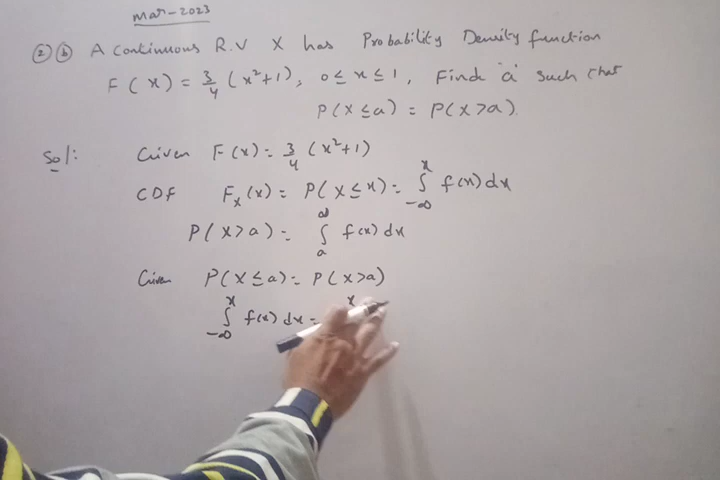 mar-2023
② ⓑ A continuous R.V X has Probability Density function
F(x) = 3/4 (x²+1), 0≤x≤1, Find 'a' such that
P(X≤a) = P(X>a).
Sol: Given F(x) = 3/4 (x²+1)
CDF F_X(x) = P(X≤x) = ∫_{-∞}^{x} f(x) dx
P(X>a) = ∫_{a}^{∞} f(x) dx
Given P(X≤a) = P(X>a)
∫_{-∞}^{x} f(x) dx = x